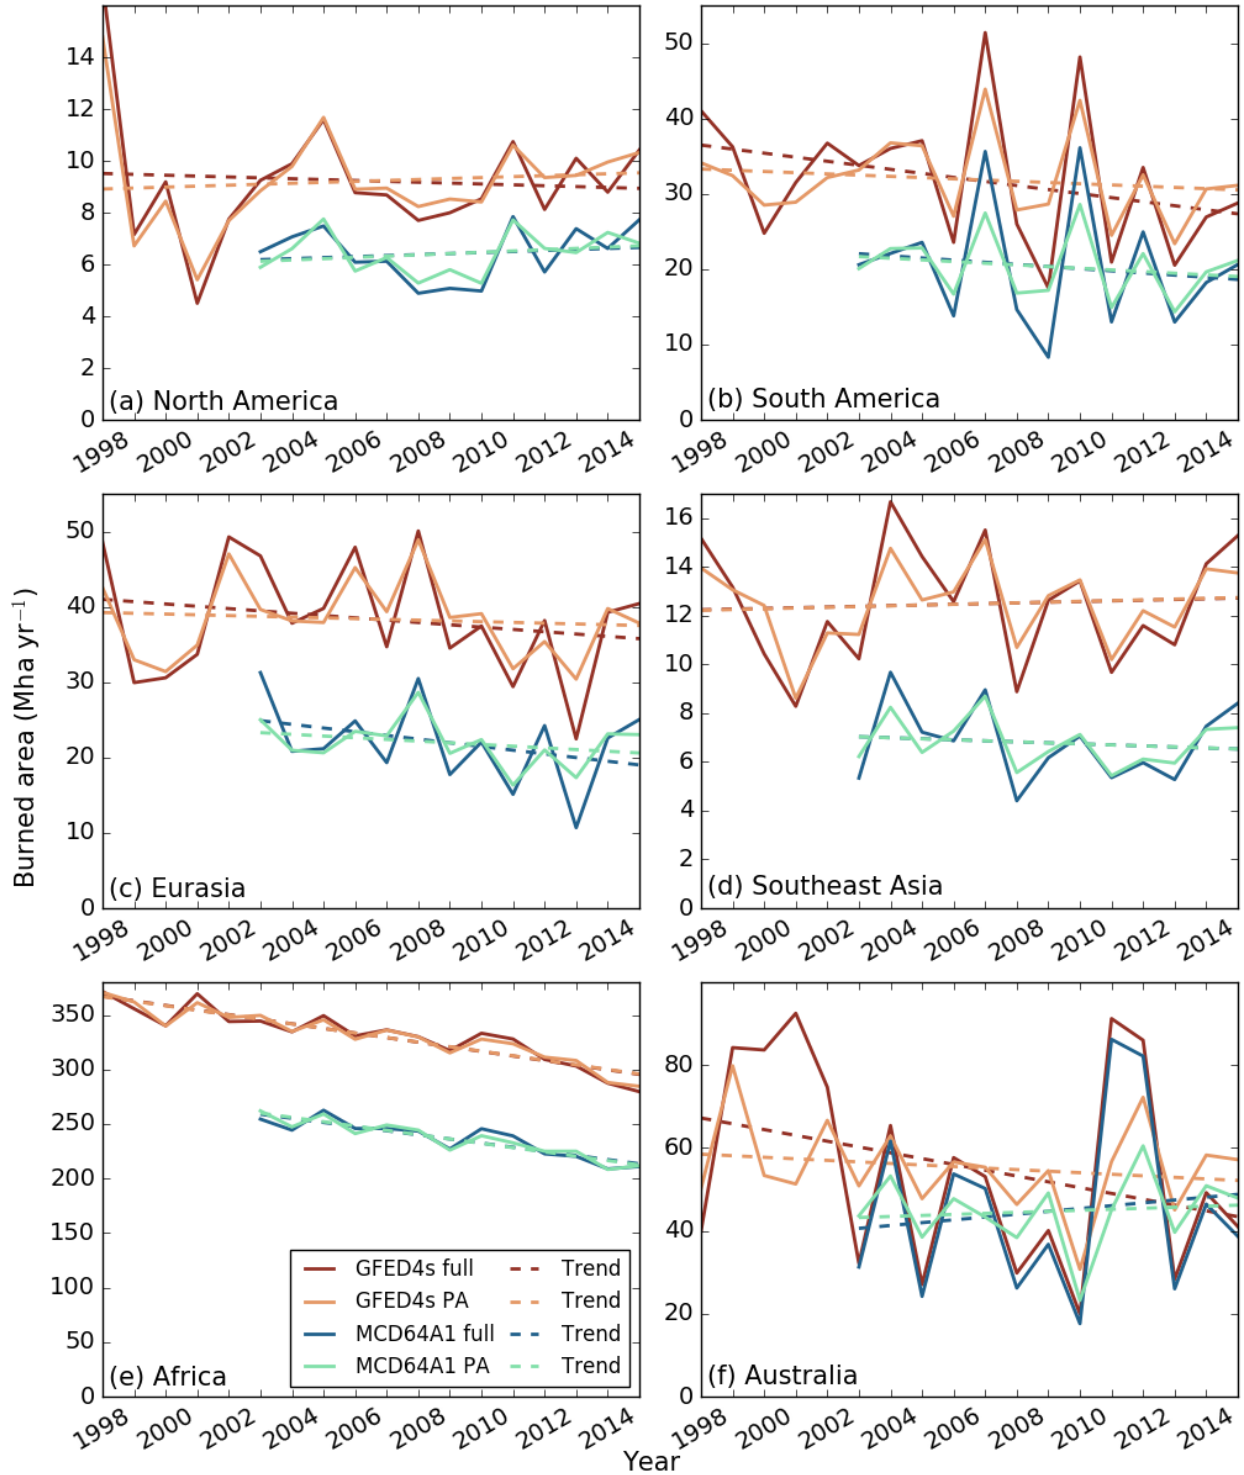 14
12
10
8
6
4
2
0
(a) North America
1998 2000 2002 2004 2006 2008 2010 2012 2014
50
40
30
20
10
0
(b) South America
1998 2000 2002 2004 2006 2008 2010 2012 2014
Burned area (Mha yr⁻¹)
50
40
30
20
10
0
(c) Eurasia
1998 2000 2002 2004 2006 2008 2010 2012 2014
16
14
12
10
8
6
4
2
0
(d) Southeast Asia
1998 2000 2002 2004 2006 2008 2010 2012 2014
350
300
250
200
150
100
50
0
GFED4s full Trend
GFED4s PA Trend
MCD64A1 full Trend
MCD64A1 PA Trend
(e) Africa
1998 2000 2002 2004 2006 2008 2010 2012 2014
80
60
40
20
0
(f) Australia
1998 2000 2002 2004 2006 2008 2010 2012 2014
Year